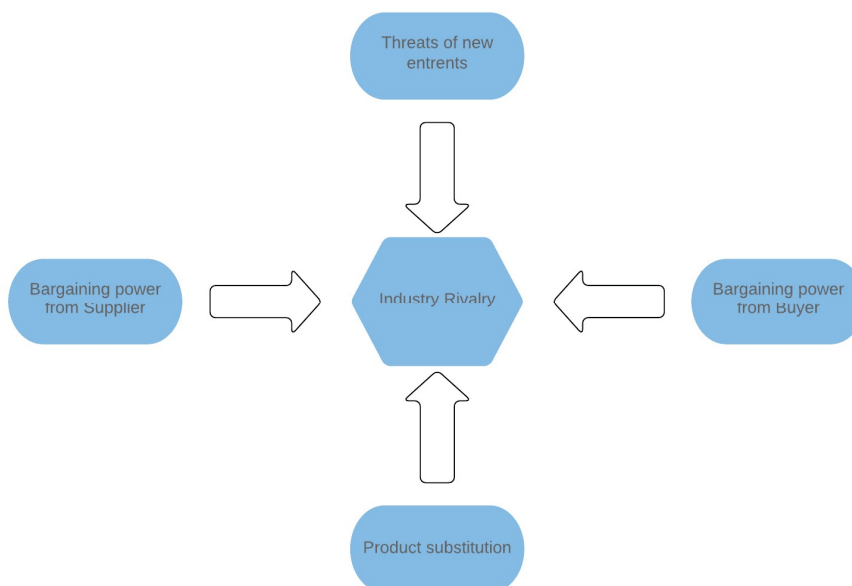 Threats of new
entrents
Bargaining power
from Supplier
Industry Rivalry
Bargaining power
from Buyer
Product substitution